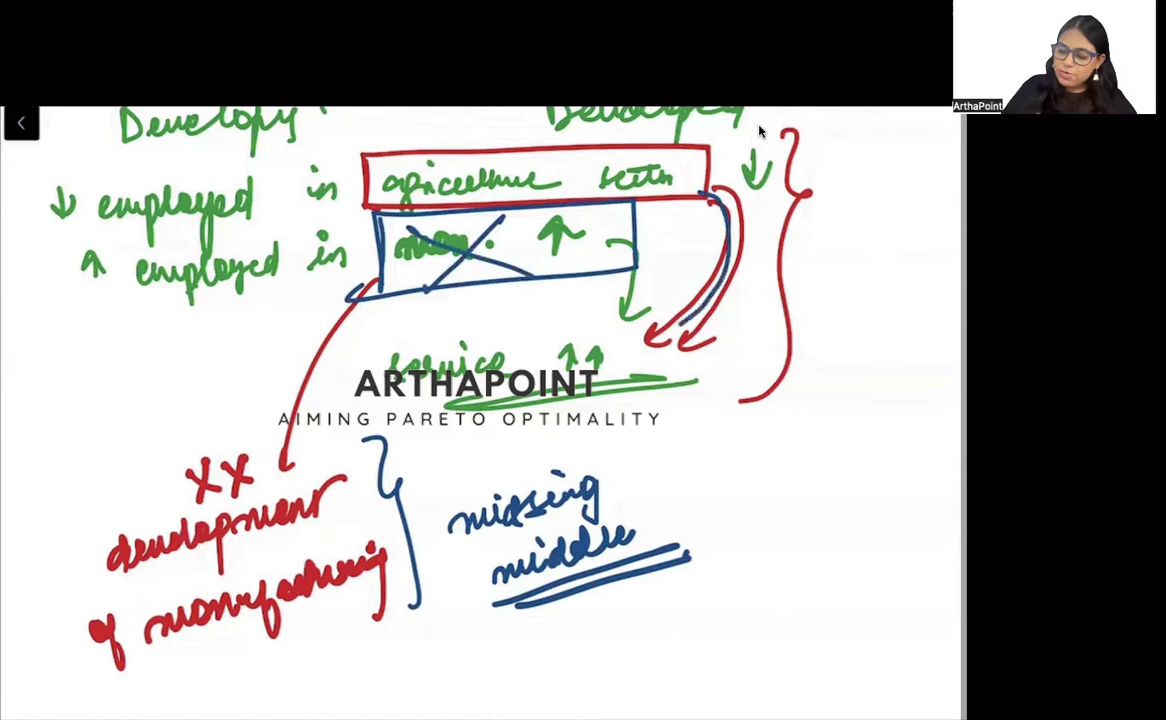 ArthaPoint
Developed
↓ employed in agriculture sector ↓
↑ employed in man. ↑
service ↑↑
ARTHAPOINT
AIMING PARETO OPTIMALITY
XX
development
of manufacturing
missing
middle